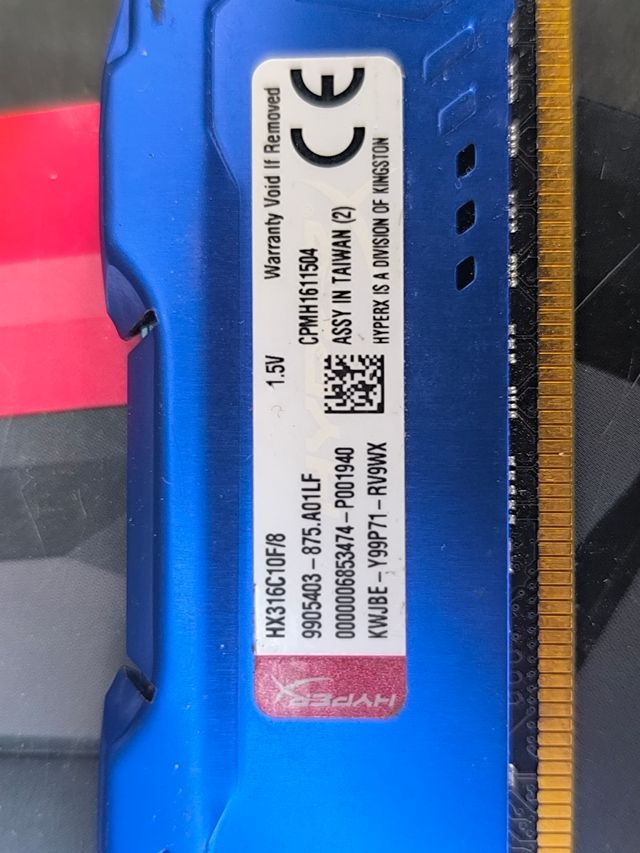 HYPERX
HX316C10F/8 1.5V Warranty Void If Removed
9905403-875.A01LF CPMH1611504 CE
0000006853474-P001940 ASSY IN TAIWAN (2)
KWJBE-Y99P71-RV9WX HYPERX IS A DIVISION OF KINGSTON